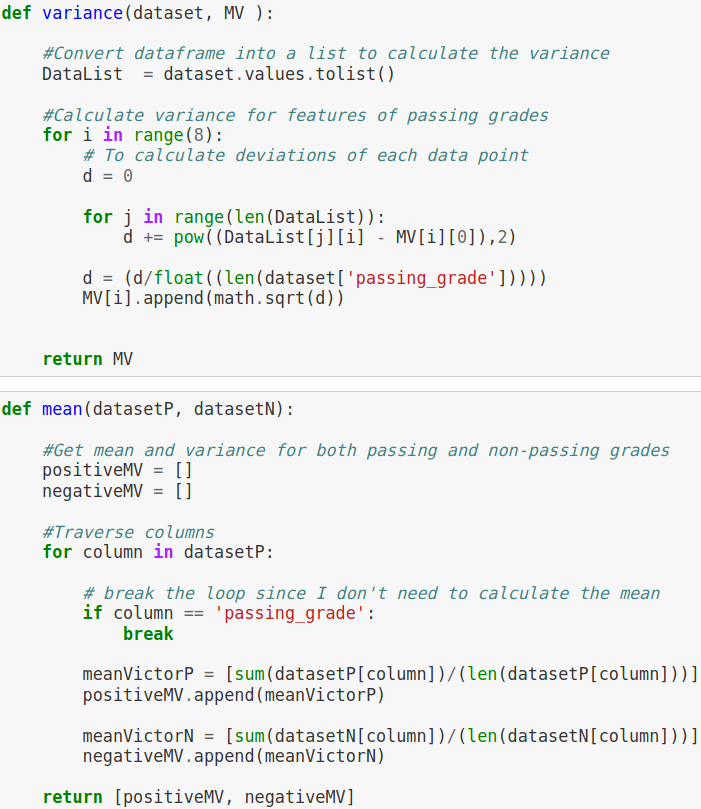 def variance(dataset, MV ):
#Convert dataframe into a list to calculate the variance
DataList  = dataset.values.tolist()
#Calculate variance for features of passing grades
for i in range(8):
# To calculate deviations of each data point
d = 0
for j in range(len(DataList)):
d += pow((DataList[j][i] - MV[i][0]),2)
d = (d/float((len(dataset['passing_grade']))))
MV[i].append(math.sqrt(d))
return MV
def mean(datasetP, datasetN):
#Get mean and variance for both passing and non-passing grades
positiveMV = []
negativeMV = []
#Traverse columns
for column in datasetP:
# break the loop since I don't need to calculate the mean
if column == 'passing_grade':
break
meanVictorP = [sum(datasetP[column])/(len(datasetP[column]))]
positiveMV.append(meanVictorP)
meanVictorN = [sum(datasetN[column])/(len(datasetN[column]))]
negativeMV.append(meanVictorN)
return [positiveMV, negativeMV]